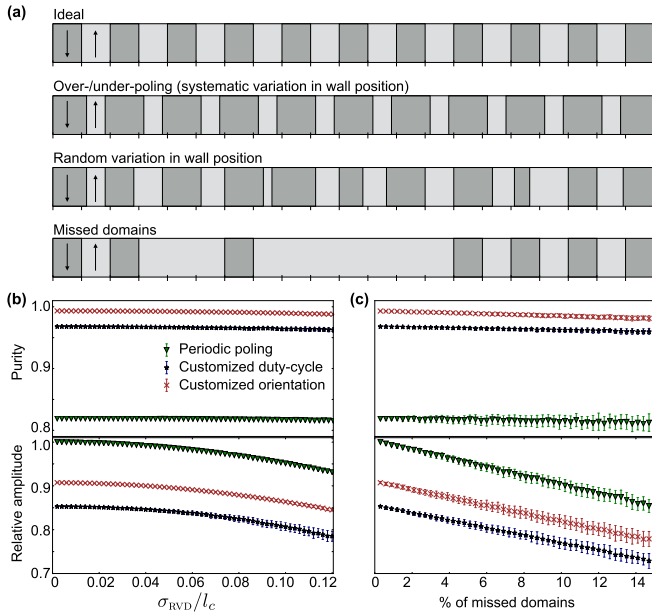 (a)
Ideal
Over-/under-poling (systematic variation in wall position)
Random variation in wall position
Missed domains
(b)
(c)
1.0
0.9
0.8
Purity
Periodic poling
Customized duty-cycle
Customized orientation
1.0
0.9
0.8
0.7
Relative amplitude
0 0.02 0.04 0.06 0.08 0.10 0.12
σRVD/lc
0 2 4 6 8 10 12 14
% of missed domains